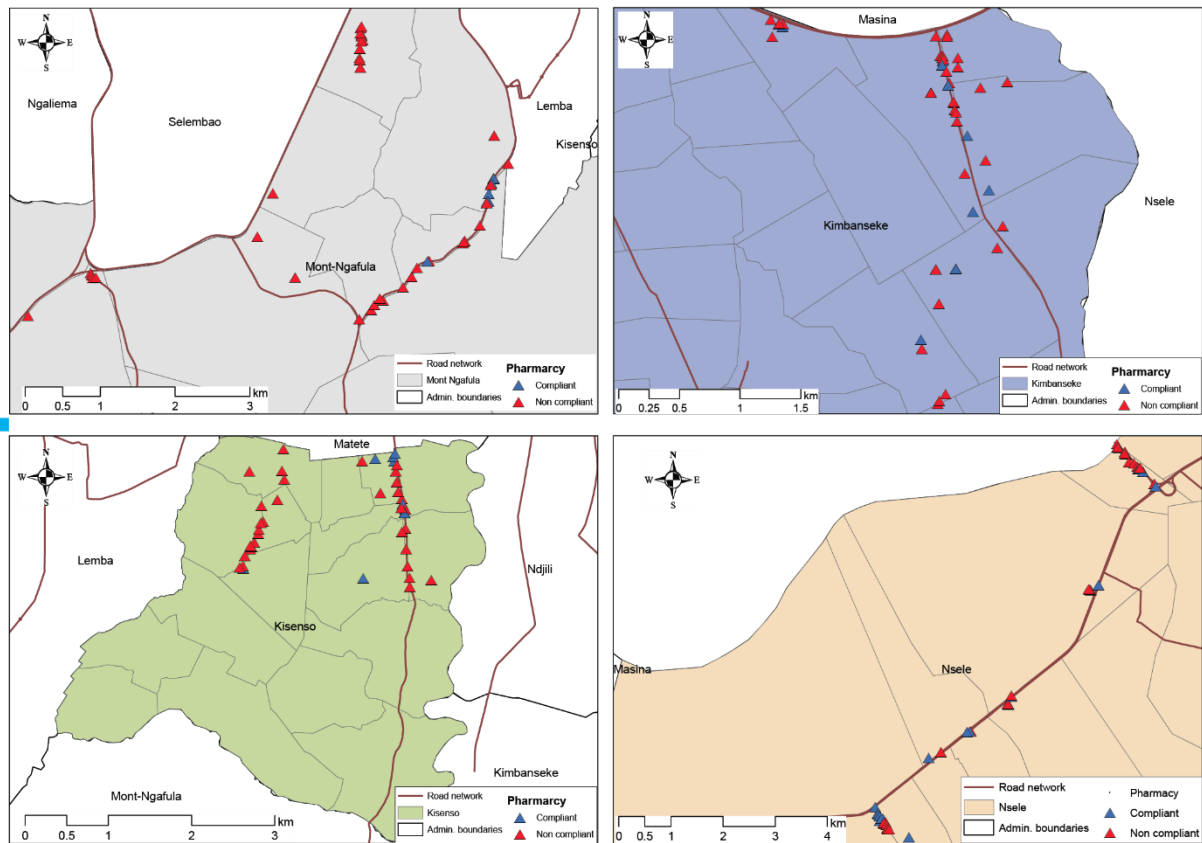 N
W E
S
Ngaliema
Selembao
Lemba
Kisenso
Mont-Ngafula
0 0.5 1 2 3 km
Road network
Mont Ngafula
Admin. boundaries
Pharmarcy
Compliant
Non compliant
N
W E
S
Masina
Kimbanseke
Nsele
0 0.25 0.5 1 1.5 km
Road network
Kimbanseke
Admin. boundaries
Pharmarcy
Compliant
Non compliant
N
W E
S
Matete
Lemba
Ndjili
Kisenso
Kimbanseke
Mont-Ngafula
0 0.5 1 2 3 km
Road network
Kisenso
Admin. boundaries
Pharmarcy
Compliant
Non compliant
N
W E
S
Masina
Nsele
0 0.5 1 2 3 4 km
Road network
Nsele
Admin. boundaries
Pharmacy
Compliant
Non compliant